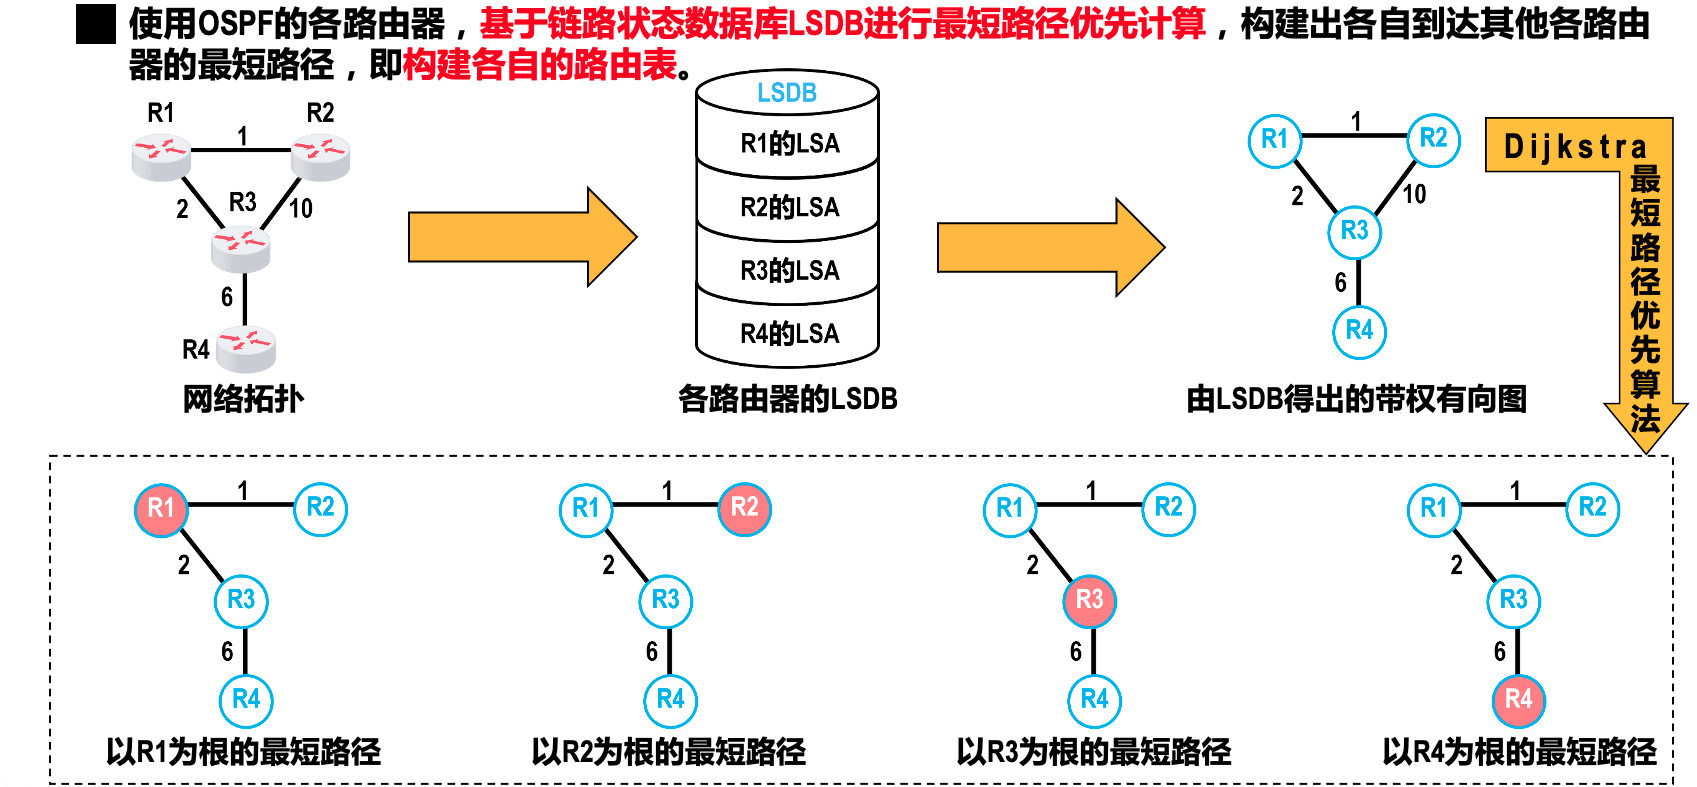 使用OSPF的各路由器，基于链路状态数据库LSDB进行最短路径优先计算，构建出各自到达其他各路由
器的最短路径，即构建各自的路由表。
R1
R2
1
2
R3
10
6
R4
网络拓扑
LSDB
R1的LSA
R2的LSA
R3的LSA
R4的LSA
各路由器的LSDB
R1
1
R2
2
10
R3
6
R4
由LSDB得出的带权有向图
Dijkstra
最短路径优先算法
R1
1
R2
2
R3
6
R4
以R1为根的最短路径
R1
1
R2
2
R3
6
R4
以R2为根的最短路径
R1
1
R2
2
R3
6
R4
以R3为根的最短路径
R1
1
R2
2
R3
6
R4
以R4为根的最短路径